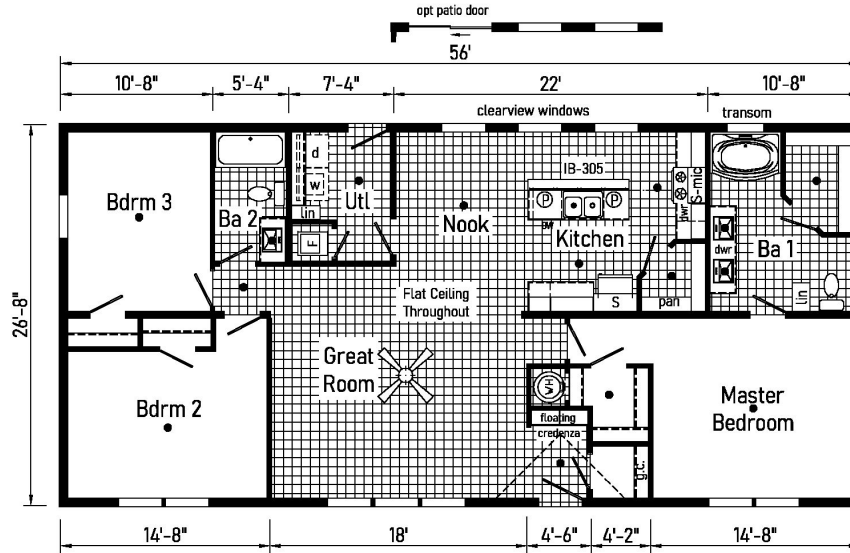 opt patio door
56'
10'-8"
5'-4"
7'-4"
22'
10'-8"
clearview windows
transom
26'-8"
Bdrm 3
Ba 2
d
w
lin
Utl
F
Nook
IB-305
P
P
Kitchen
S-mic
dwr
dwr
Ba 1
lin
S
pan
Flat Ceiling
Throughout
Great
Room
WH
floating
credenza
g.c.
Bdrm 2
Master
Bedroom
14'-8"
18'
4'-6"
4'-2"
14'-8"